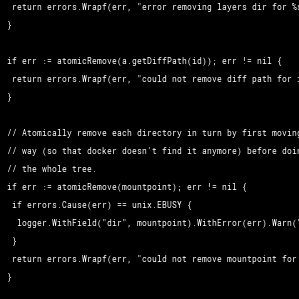 return errors.Wrapf(err, "error removing layers dir for %s
}
if err := atomicRemove(a.getDiffPath(id)); err != nil {
return errors.Wrapf(err, "could not remove diff path for i
}
// Atomically remove each directory in turn by first moving
// way (so that docker doesn't find it anymore) before doin
// the whole tree.
if err := atomicRemove(mountpoint); err != nil {
if errors.Cause(err) == unix.EBUSY {
logger.WithField("dir", mountpoint).WithError(err).Warn("
}
return errors.Wrapf(err, "could not remove mountpoint for
}